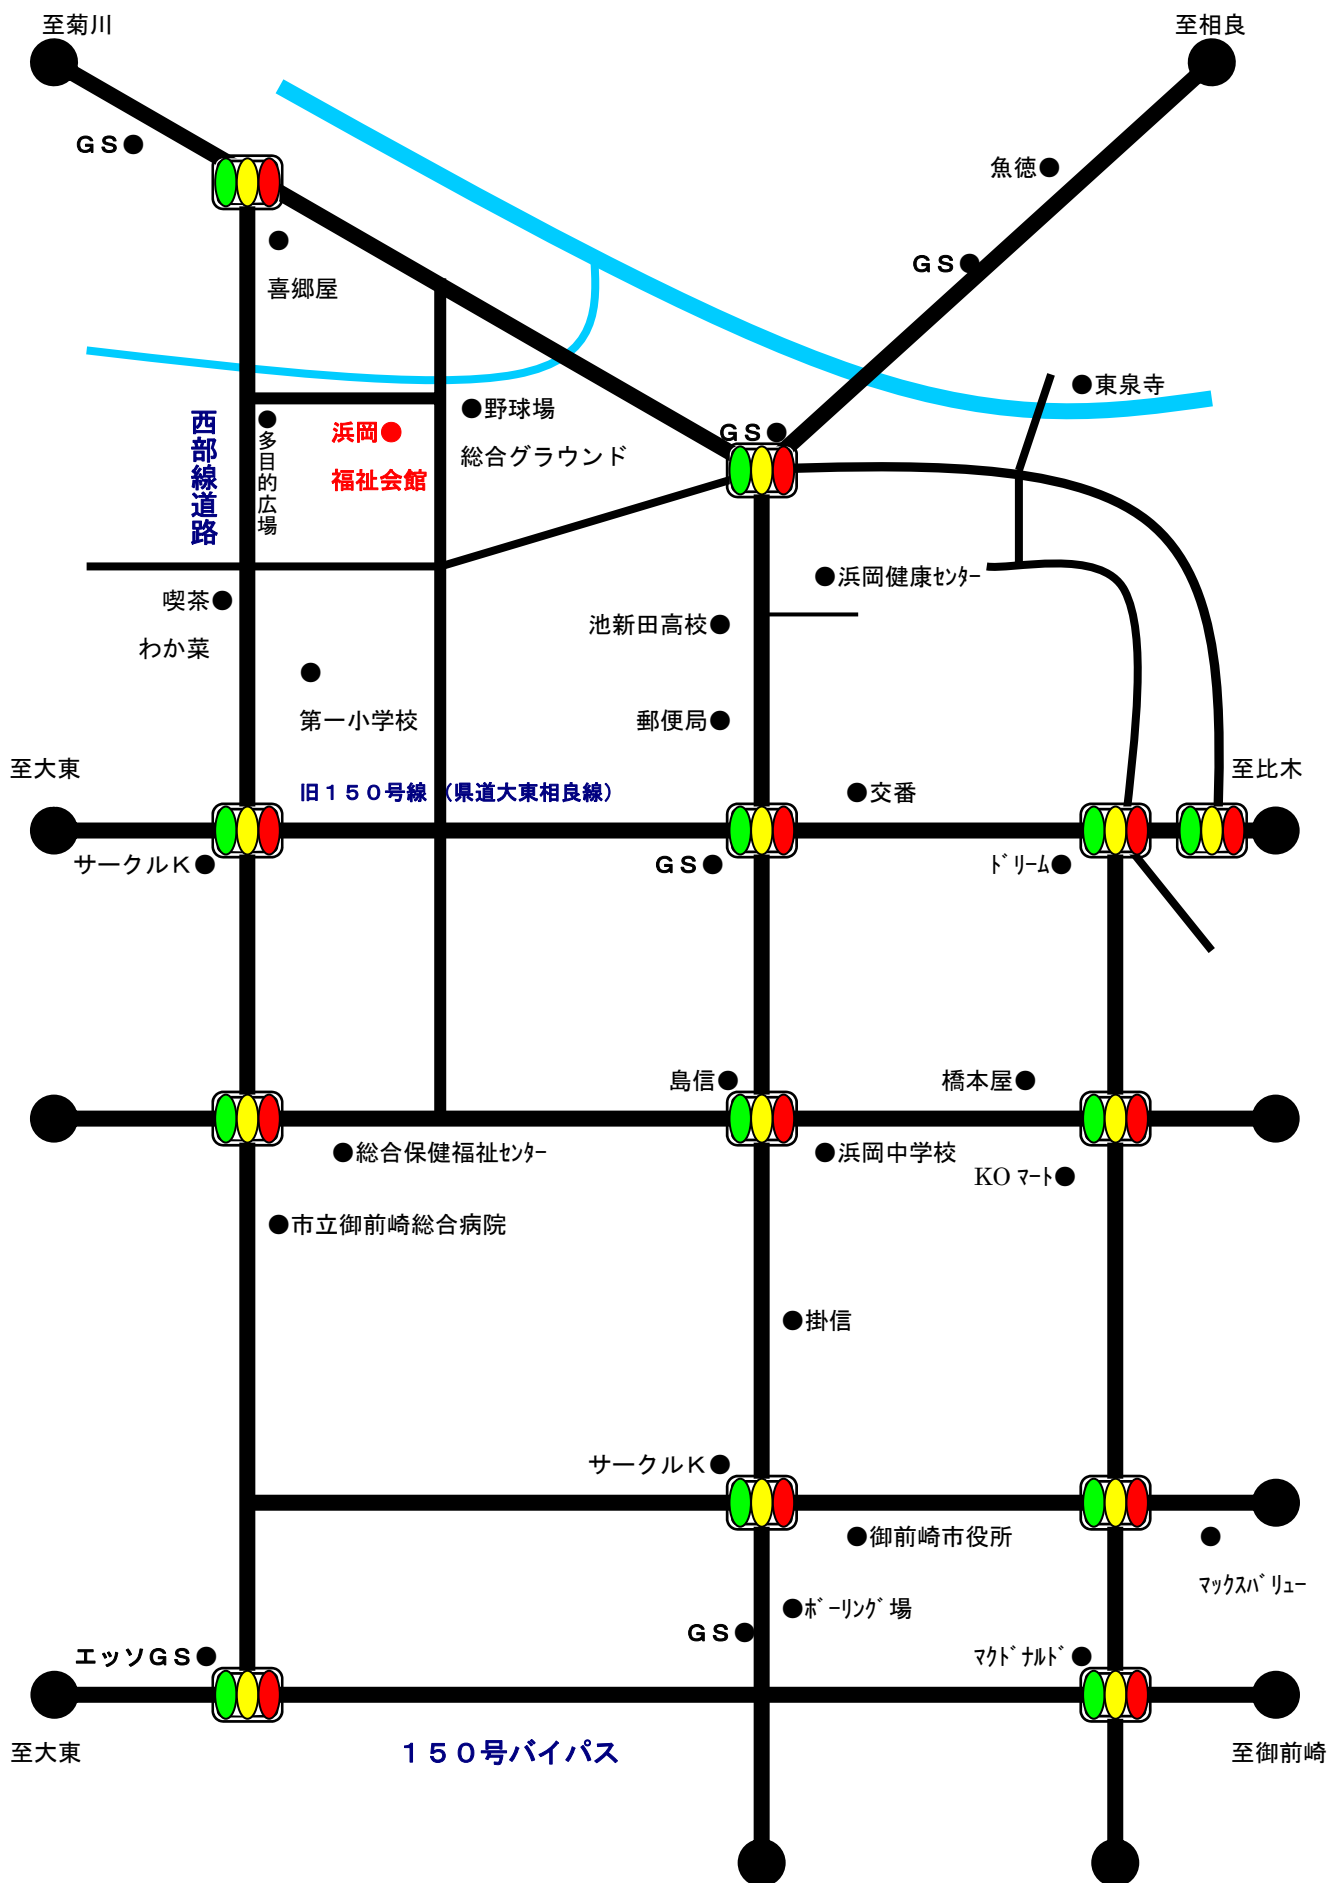 至菊川
至相良
ＧＳ●
魚徳●
ＧＳ●
喜郷屋
●東泉寺
西部線道路
多目的広場
浜岡●
福祉会館
●野球場
総合グラウンド
ＧＳ●
喫茶●
わか菜
●浜岡健康ｾﾝﾀｰ
池新田高校●
第一小学校
郵便局●
至大東
旧１５０号線（県道大東相良線）
●交番
至比木
サークルＫ●
ＧＳ●
ﾄﾞﾘｰﾑ●
島信●
橋本屋●
●総合保健福祉ｾﾝﾀｰ
●浜岡中学校
KO ﾏｰﾄ●
●市立御前崎総合病院
●掛信
サークルＫ●
●御前崎市役所
ﾏｯｸｽﾊﾞﾘｭｰ
●ﾎﾞｰﾘﾝｸﾞ場
ＧＳ●
エッソＧＳ●
ﾏｸﾄﾞﾅﾙﾄﾞ●
至大東
１５０号バイパス
至御前崎